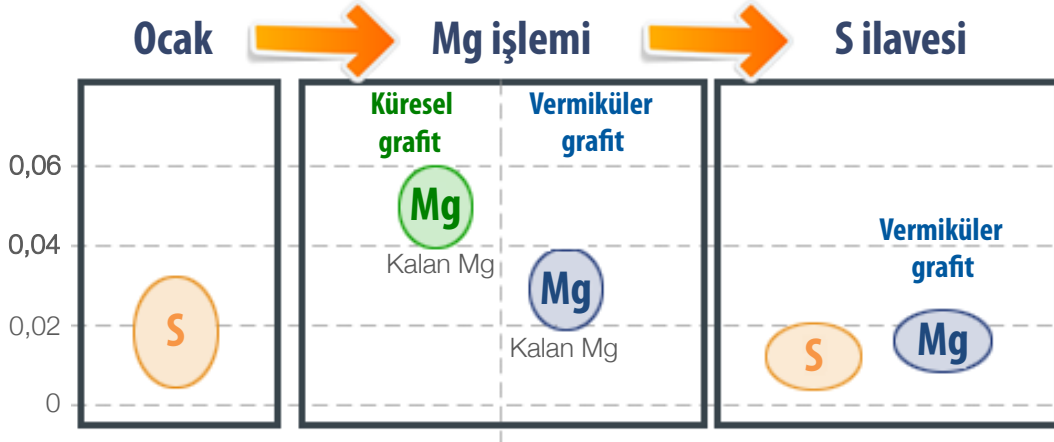 Ocak
Mg işlemi
S ilavesi
Küresel
grafit
Vermiküler
grafit
0,06
Mg
0,04
Vermiküler
grafit
Kalan Mg
Mg
0,02
S
Kalan Mg
S
Mg
0